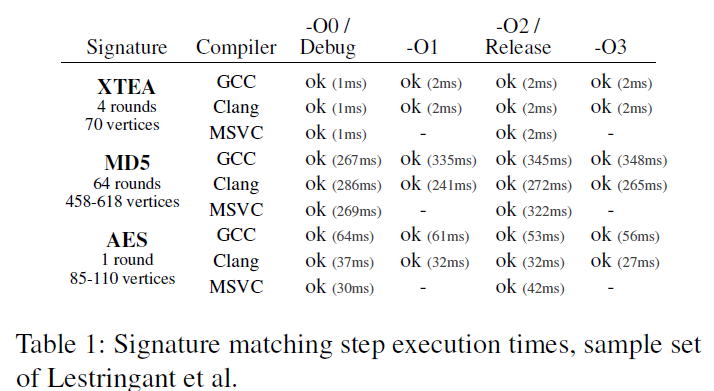 -O0 / -O2 /
Signature Compiler Debug -O1 Release -O3
XTEA GCC ok (1ms) ok (2ms) ok (2ms) ok (2ms)
4 rounds Clang ok (1ms) ok (2ms) ok (2ms) ok (2ms)
70 vertices MSVC ok (1ms) - ok (2ms) -
MD5 GCC ok (267ms) ok (335ms) ok (345ms) ok (348ms)
64 rounds Clang ok (286ms) ok (241ms) ok (272ms) ok (265ms)
458-618 vertices MSVC ok (269ms) - ok (322ms) -
AES GCC ok (64ms) ok (61ms) ok (53ms) ok (56ms)
1 round Clang ok (37ms) ok (32ms) ok (32ms) ok (27ms)
85-110 vertices MSVC ok (30ms) - ok (42ms) -
Table 1: Signature matching step execution times, sample set
of Lestringant et al.